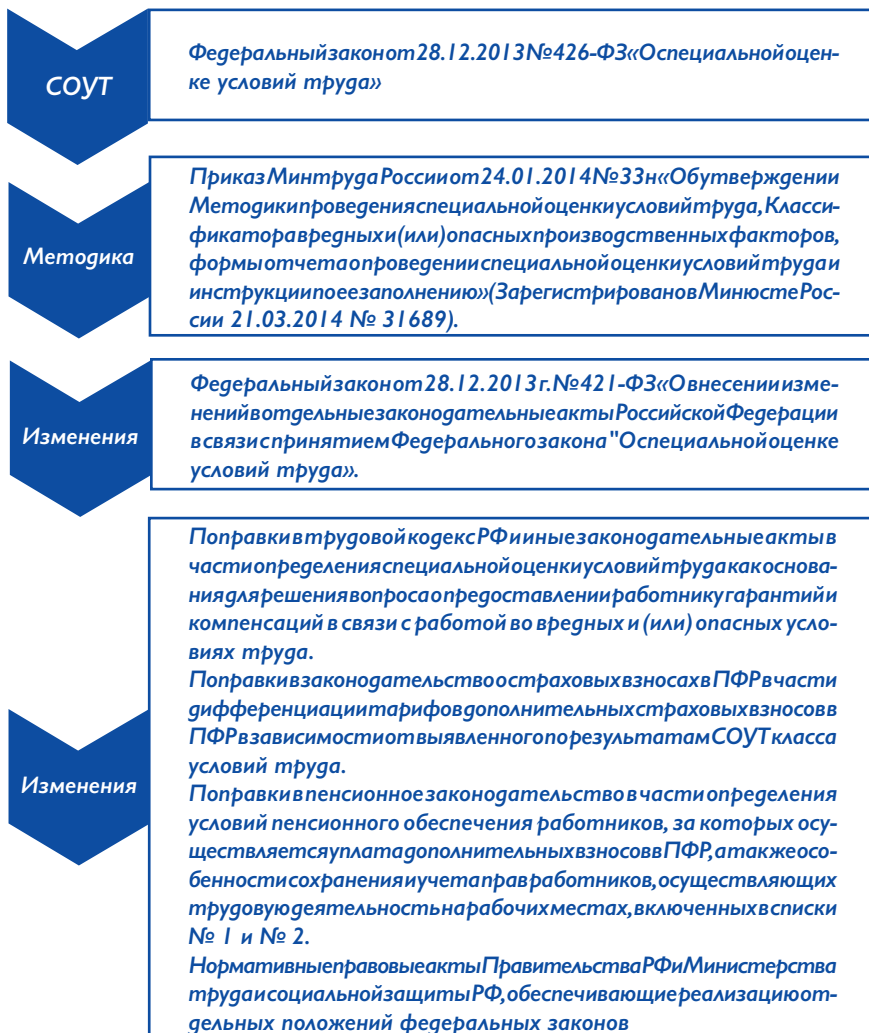 СОУТ
Федеральный закон от 28.12.2013 № 426-ФЗ «О специальной оцен-
ке условий труда»
Методика
Приказ Минтруда России от 24.01.2014 № 33н «Об утверждении
Методики проведения специальной оценки условий труда, Класси-
фикатора вредных и (или) опасных производственных факторов,
формы отчета о проведении специальной оценки условий труда и
инструкции по ее заполнению» (Зарегистрировано в Минюсте Рос-
сии 21.03.2014 № 31689).
Изменения
Федеральный закон от 28.12.2013 г. № 421-ФЗ «О внесении изме-
нений в отдельные законодательные акты Российской Федерации
в связи с принятием Федерального закона "О специальной оценке
условий труда».
Изменения
Поправки в трудовой кодекс РФ и иные законодательные акты в
части определения специальной оценки условий труда как основа-
ния для решения вопроса о предоставлении работнику гарантий и
компенсаций в связи с работой во вредных и (или) опасных усло-
виях труда.
Поправки в законодательство о страховых взносах в ПФР в части
дифференциации тарифов дополнительных страховых взносов в
ПФР в зависимости от выявленного по результатам СОУТ класса
условий труда.
Поправки в пенсионное законодательство в части определения
условий пенсионного обеспечения работников, за которых осу-
ществляется уплата дополнительных взносов в ПФР, а также осо-
бенности сохранения и учета прав работников, осуществляющих
трудовую деятельность на рабочих местах, включенных в списки
№ 1 и № 2.
Нормативные правовые акты Правительства РФ и Министерства
труда и социальной защиты РФ, обеспечивающие реализацию от-
дельных положений федеральных законов